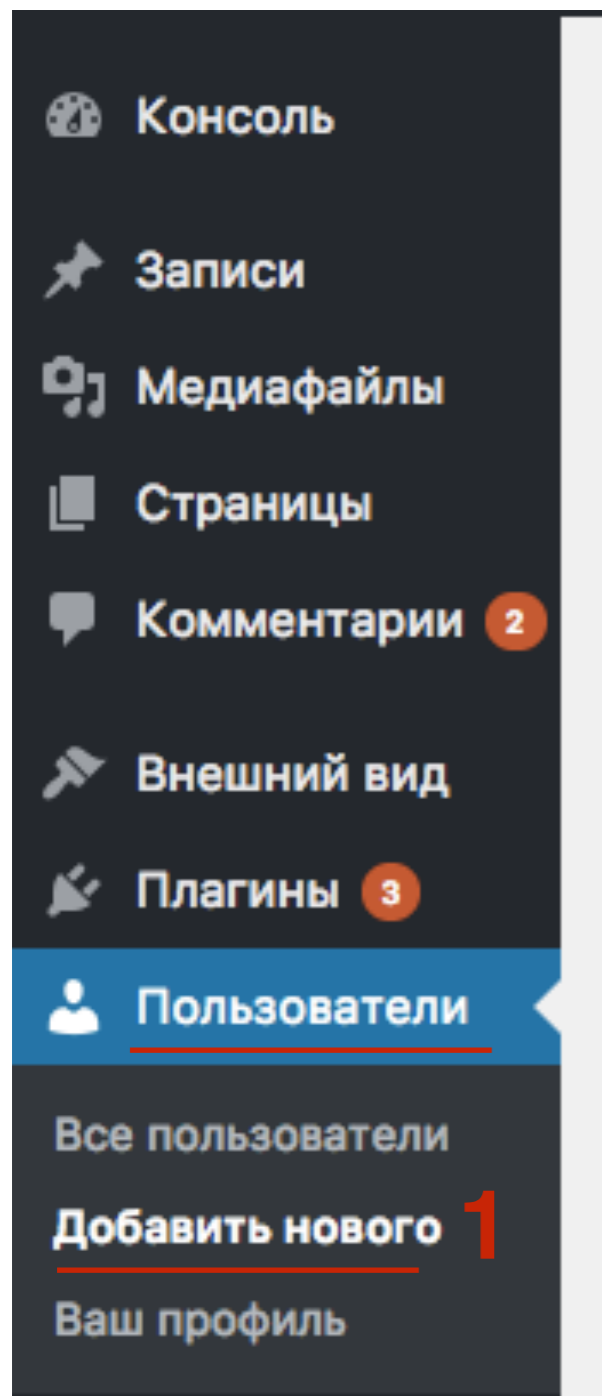 Консоль
Записи
Медиафайлы
Страницы
Комментарии 2
Внешний вид
Плагины 3
Пользователи
Все пользователи
Добавить нового 1
Ваш профиль